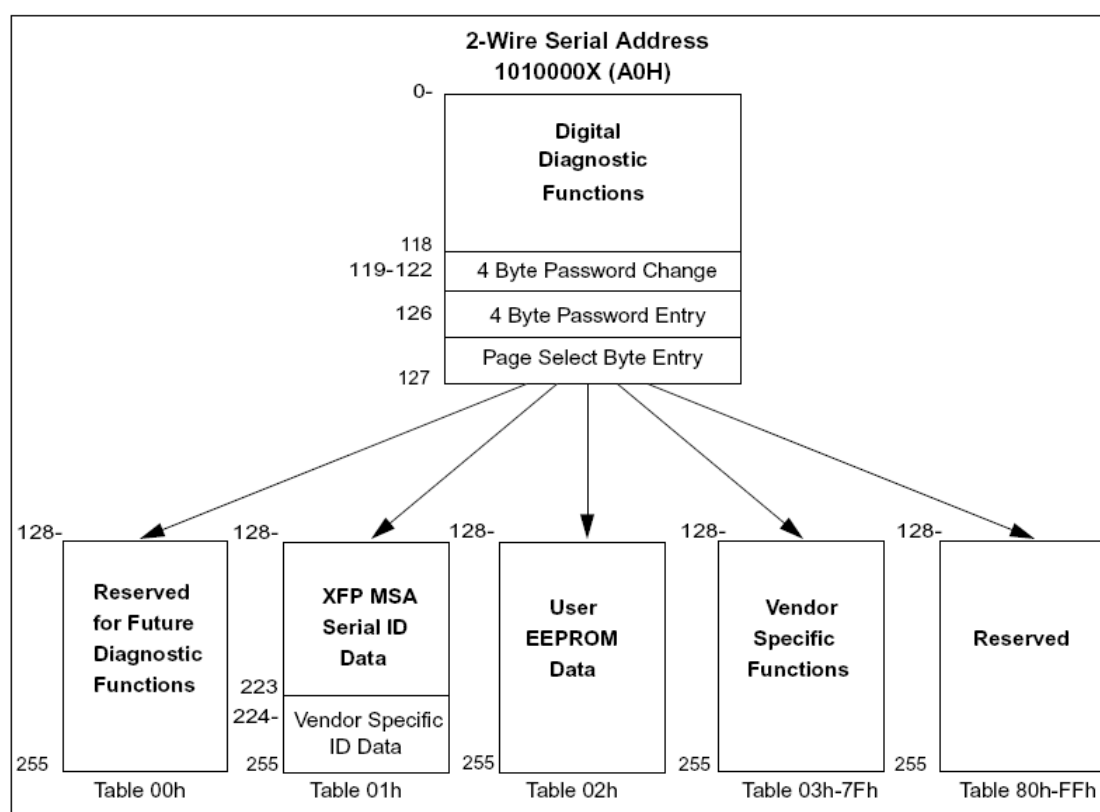 2-Wire Serial Address
1010000X (A0H)
0-
Digital
Diagnostic
Functions
118
119-122
4 Byte Password Change
126
4 Byte Password Entry
Page Select Byte Entry
127
128-
Reserved
for Future
Diagnostic
Functions
255
Table 00h
128-
XFP MSA
Serial ID
Data
223
224-
Vendor Specific
ID Data
255
Table 01h
128-
User
EEPROM
Data
255
Table 02h
128-
Vendor
Specific
Functions
255
Table 03h-7Fh
128-
Reserved
255
Table 80h-FFh